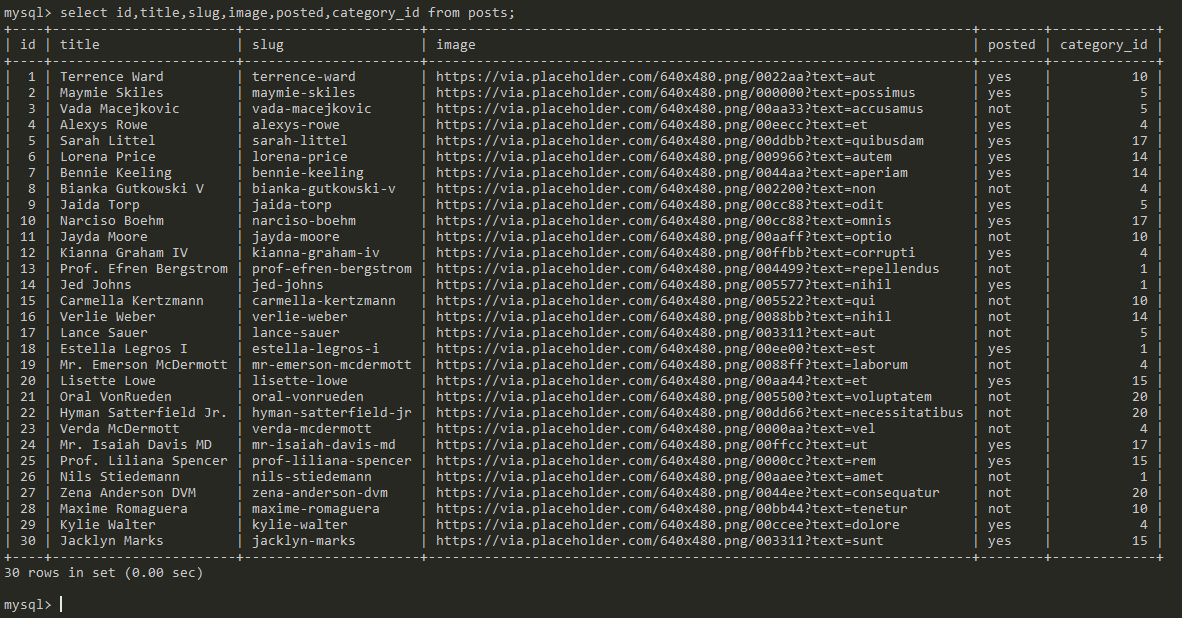 mysql> select id,title,slug,image,posted,category_id from posts;
+----+-----------------------+----------------------+--------------------------------------------------------------------+--------+-------------+
| id | title                 | slug                 | image                                                              | posted | category_id |
+----+-----------------------+----------------------+--------------------------------------------------------------------+--------+-------------+
|  1 | Terrence Ward         | terrence-ward        | https://via.placeholder.com/640x480.png/0022aa?text=aut            | yes    |          10 |
|  2 | Maymie Skiles         | maymie-skiles        | https://via.placeholder.com/640x480.png/000000?text=possimus       | yes    |           5 |
|  3 | Vada Macejkovic       | vada-macejkovic      | https://via.placeholder.com/640x480.png/00aa33?text=accusamus      | not    |           5 |
|  4 | Alexys Rowe           | alexys-rowe          | https://via.placeholder.com/640x480.png/00eecc?text=et             | yes    |           4 |
|  5 | Sarah Littel          | sarah-littel         | https://via.placeholder.com/640x480.png/00ddbb?text=quibusdam      | yes    |          17 |
|  6 | Lorena Price          | lorena-price         | https://via.placeholder.com/640x480.png/009966?text=autem          | yes    |          14 |
|  7 | Bennie Keeling        | bennie-keeling       | https://via.placeholder.com/640x480.png/0044aa?text=aperiam        | yes    |          14 |
|  8 | Bianka Gutkowski V    | bianka-gutkowski-v   | https://via.placeholder.com/640x480.png/002200?text=non            | not    |           4 |
|  9 | Jaida Torp            | jaida-torp           | https://via.placeholder.com/640x480.png/00cc88?text=odit           | yes    |           5 |
| 10 | Narciso Boehm         | narciso-boehm        | https://via.placeholder.com/640x480.png/00cc88?text=omnis          | yes    |          17 |
| 11 | Jayda Moore           | jayda-moore          | https://via.placeholder.com/640x480.png/00aaff?text=optio          | not    |          10 |
| 12 | Kianna Graham IV      | kianna-graham-iv     | https://via.placeholder.com/640x480.png/00ffbb?text=corrupti       | yes    |           4 |
| 13 | Prof. Efren Bergstrom | prof-efren-bergstrom | https://via.placeholder.com/640x480.png/004499?text=repellendus    | not    |           1 |
| 14 | Jed Johns             | jed-johns            | https://via.placeholder.com/640x480.png/005577?text=nihil          | yes    |           1 |
| 15 | Carmella Kertzmann    | carmella-kertzmann   | https://via.placeholder.com/640x480.png/005522?text=qui            | not    |          10 |
| 16 | Verlie Weber          | verlie-weber         | https://via.placeholder.com/640x480.png/0088bb?text=nihil          | not    |          14 |
| 17 | Lance Sauer           | lance-sauer          | https://via.placeholder.com/640x480.png/003311?text=aut            | not    |           5 |
| 18 | Estella Legros I      | estella-legros-i     | https://via.placeholder.com/640x480.png/00ee00?text=est            | yes    |           1 |
| 19 | Mr. Emerson McDermott | mr-emerson-mcdermott | https://via.placeholder.com/640x480.png/0088ff?text=laborum        | not    |           4 |
| 20 | Lisette Lowe          | lisette-lowe         | https://via.placeholder.com/640x480.png/00aa44?text=et             | yes    |          15 |
| 21 | Oral VonRueden        | oral-vonrueden       | https://via.placeholder.com/640x480.png/005500?text=voluptatem     | not    |          20 |
| 22 | Hyman Satterfield Jr. | hyman-satterfield-jr | https://via.placeholder.com/640x480.png/00dd66?text=necessitatibus | not    |          20 |
| 23 | Verda McDermott       | verda-mcdermott      | https://via.placeholder.com/640x480.png/0000aa?text=vel            | not    |           4 |
| 24 | Mr. Isaiah Davis MD   | mr-isaiah-davis-md   | https://via.placeholder.com/640x480.png/00ffcc?text=ut             | yes    |          17 |
| 25 | Prof. Liliana Spencer | prof-liliana-spencer | https://via.placeholder.com/640x480.png/0000cc?text=rem            | yes    |          15 |
| 26 | Nils Stiedemann       | nils-stiedemann      | https://via.placeholder.com/640x480.png/00aaee?text=amet           | not    |           1 |
| 27 | Zena Anderson DVM     | zena-anderson-dvm    | https://via.placeholder.com/640x480.png/0044ee?text=consequatur    | not    |          20 |
| 28 | Maxime Romaguera      | maxime-romaguera     | https://via.placeholder.com/640x480.png/00bb44?text=tenetur        | not    |          10 |
| 29 | Kylie Walter          | kylie-walter         | https://via.placeholder.com/640x480.png/00ccee?text=dolore         | yes    |           4 |
| 30 | Jacklyn Marks         | jacklyn-marks        | https://via.placeholder.com/640x480.png/003311?text=sunt           | yes    |          15 |
+----+-----------------------+----------------------+--------------------------------------------------------------------+--------+-------------+
30 rows in set (0.00 sec)
mysql>